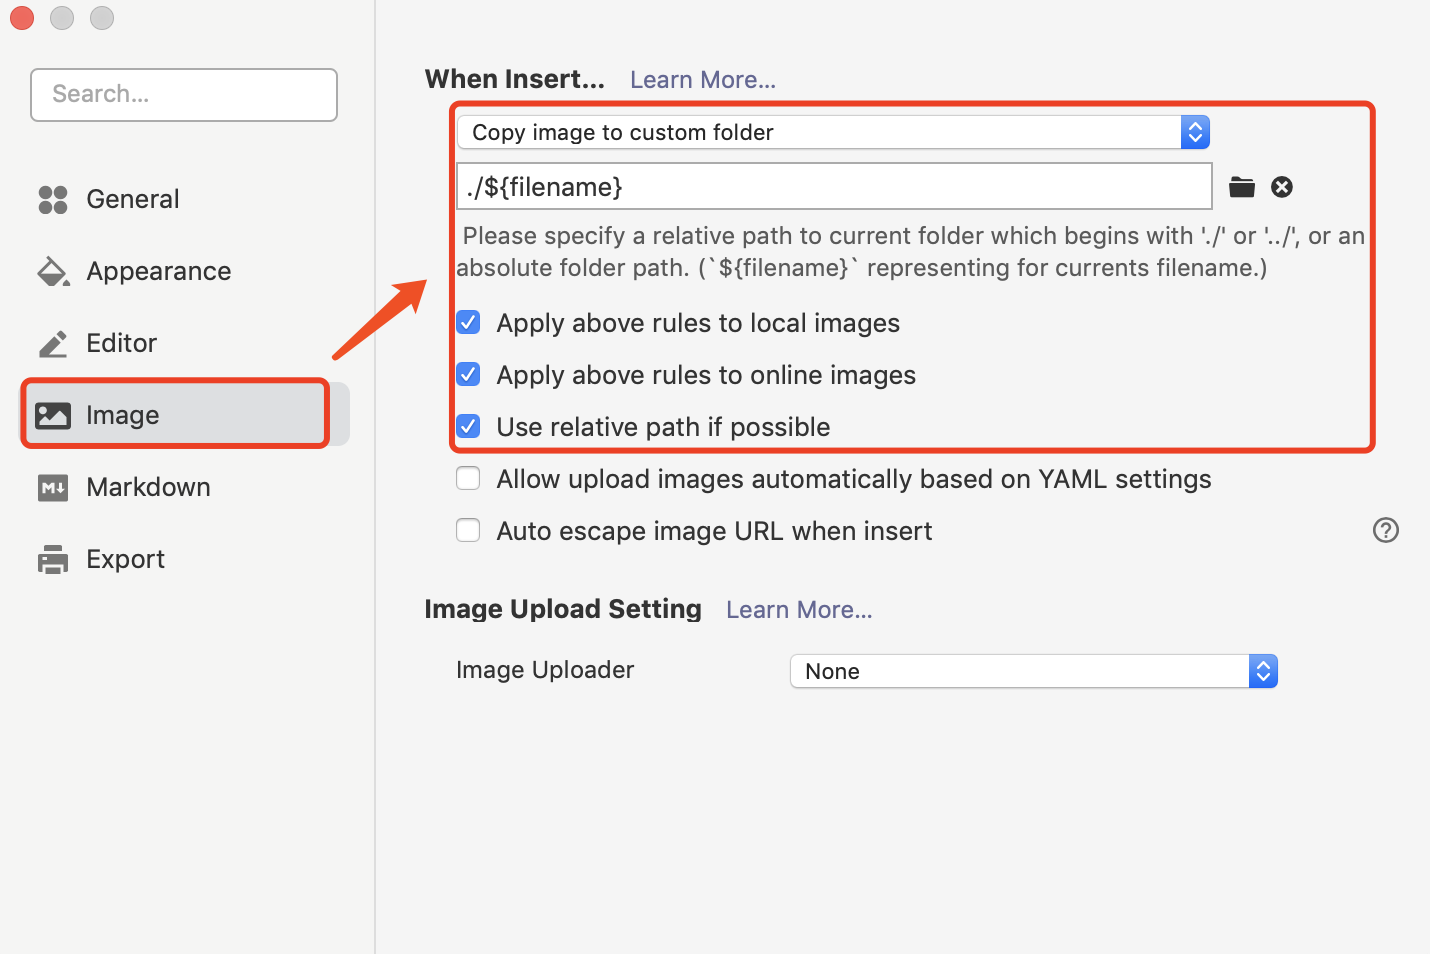 Search...
General
Appearance
Editor
Image
Markdown
Export
When Insert... Learn More...
Copy image to custom folder
./${filename}
Please specify a relative path to current folder which begins with './' or '../', or an
absolute folder path. (`${filename}` representing for currents filename.)
Apply above rules to local images
Apply above rules to online images
Use relative path if possible
Allow upload images automatically based on YAML settings
Auto escape image URL when insert
Image Upload Setting Learn More...
Image Uploader None